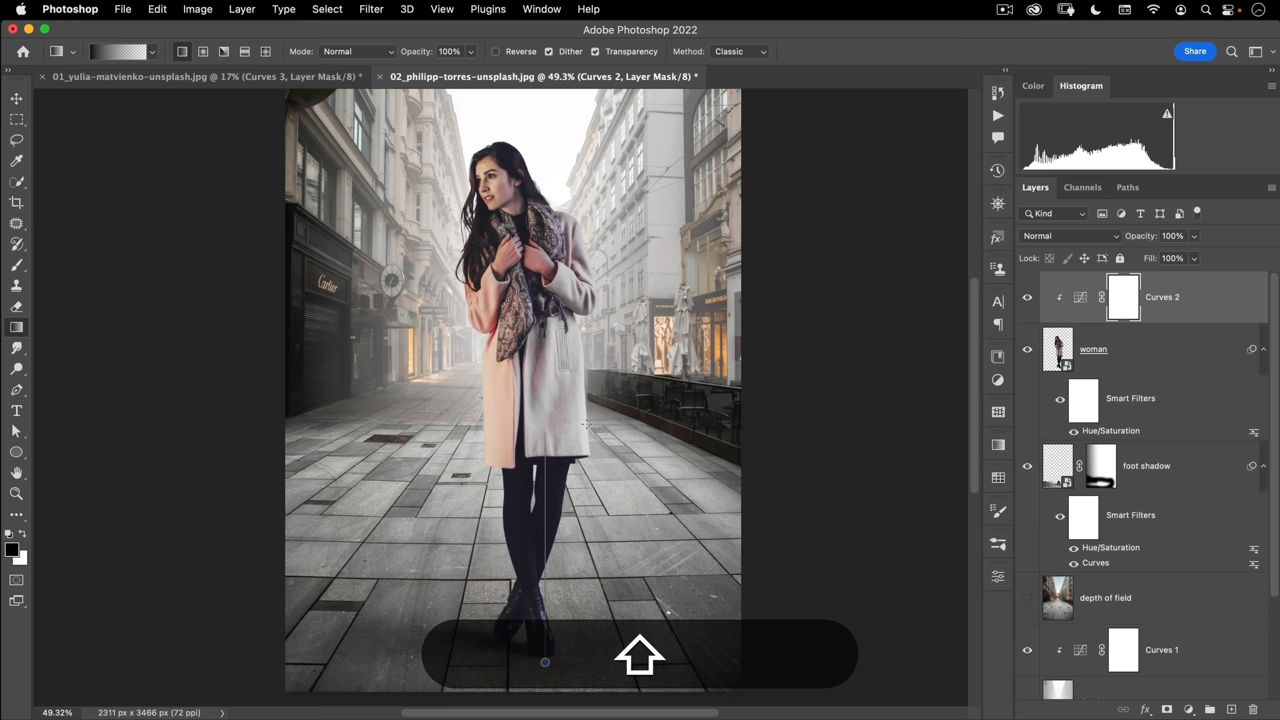 Photoshop File Edit Image Layer Type Select Filter 3D View Plugins Window Help
Adobe Photoshop 2022
Mode: Normal Opacity: 100% Reverse Dither Transparency Method: Classic Share
01_yulia-matvienko-unsplash.jpg @ 17% (Curves 3, Layer Mask/8) *
02_philipp-torres-unsplash.jpg @ 49.3% (Curves 2, Layer Mask/8) *
Color Histogram
Layers Channels Paths
Kind
Normal Opacity: 100%
Lock: Fill: 100%
Curves 2
woman
Smart Filters
Hue/Saturation
foot shadow
Smart Filters
Hue/Saturation
Curves
depth of field
Curves 1
Cartier
49.32% 2311 px x 3466 px (72 ppi)